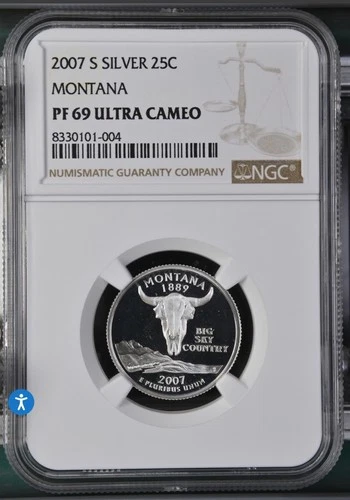 2007 S SILVER 25C
MONTANA
PF 69 ULTRA CAMEO
8330101-004
NUMISMATIC GUARANTY COMPANY
NGC
MONTANA
1889
BIG
SKY
COUNTRY
2007
E PLURIBUS UNUM